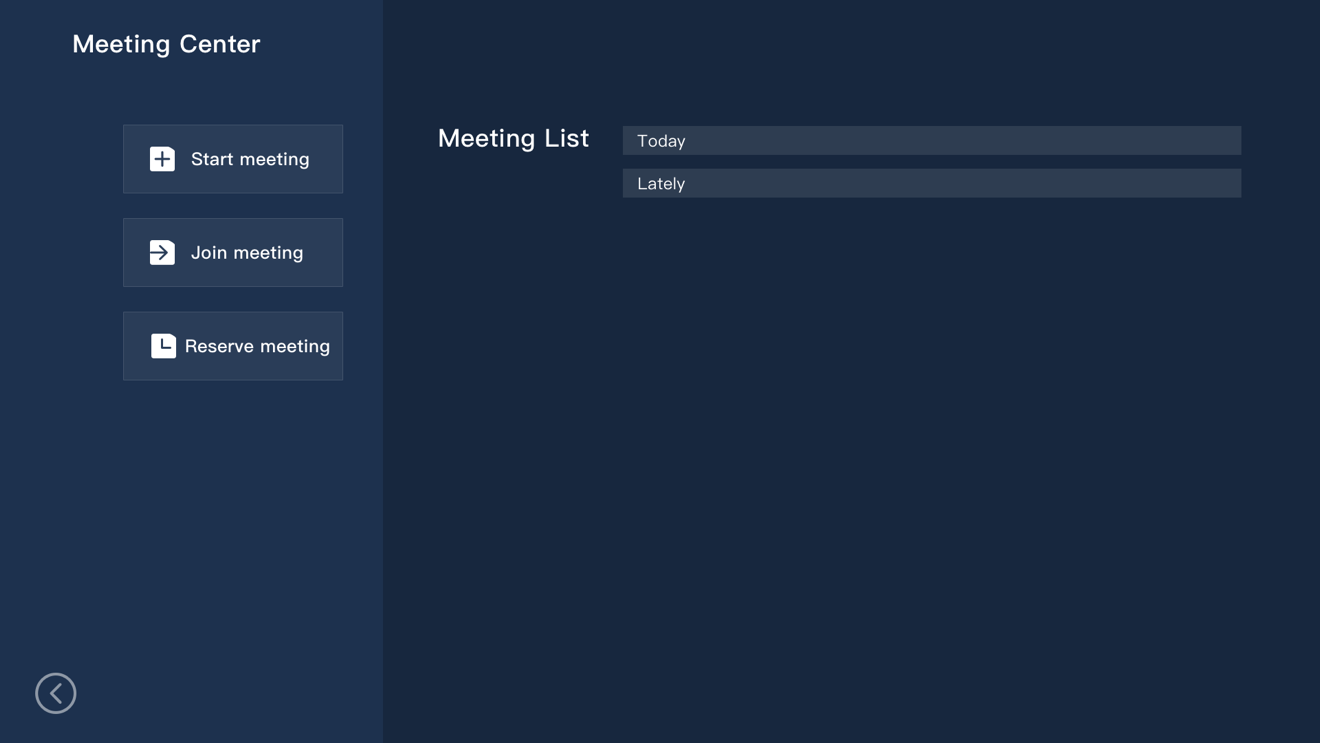 Meeting Center
Start meeting
Join meeting
Reserve meeting
Meeting List
Today
Lately